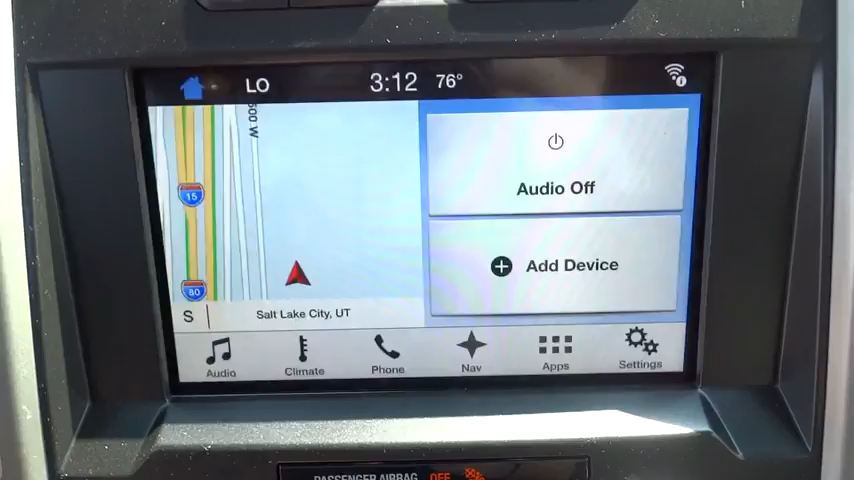 LO 3:12 76°
600 W
15
80
S Salt Lake City, UT
Audio Off
Add Device
Audio Climate Phone Nav Apps Settings
PASSENGER AIRBAG OFF